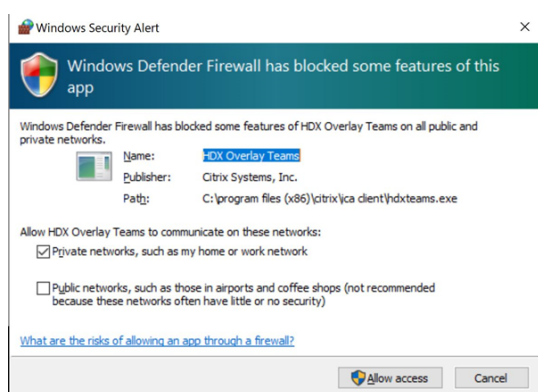 Windows Security Alert
Windows Defender Firewall has blocked some features of this
app
Windows Defender Firewall has blocked some features of HDX Overlay Teams on all public and
private networks.
Name: HDX Overlay Teams
Publisher: Citrix Systems, Inc.
Path: C:\program files (x86)\citrix\ica client\hdxteams.exe
Allow HDX Overlay Teams to communicate on these networks:
Private networks, such as my home or work network
Public networks, such as those in airports and coffee shops (not recommended
because these networks often have little or no security)
What are the risks of allowing an app through a firewall?
Allow access Cancel